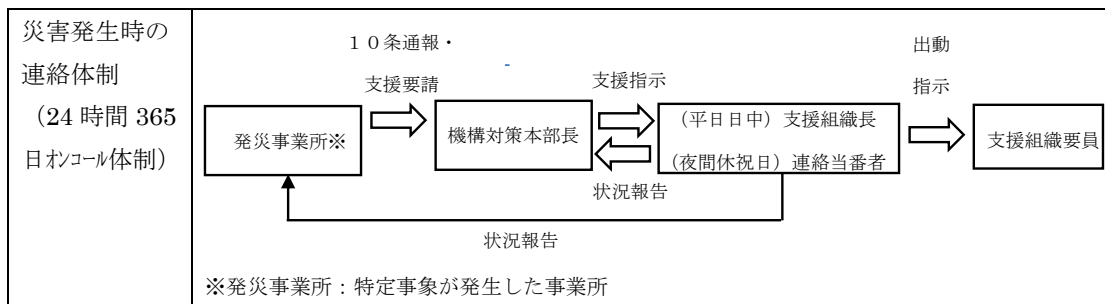 災害発生時の
連絡体制
（24 時間 365
日ｵﾝｺｰﾙ体制）
１０条通報・
支援要請
支援指示
出動
指示
発災事業所※
機構対策本部長
（平日日中）支援組織長
（夜間休祝日）連絡当番者
支援組織要員
状況報告
状況報告
※発災事業所：特定事象が発生した事業所